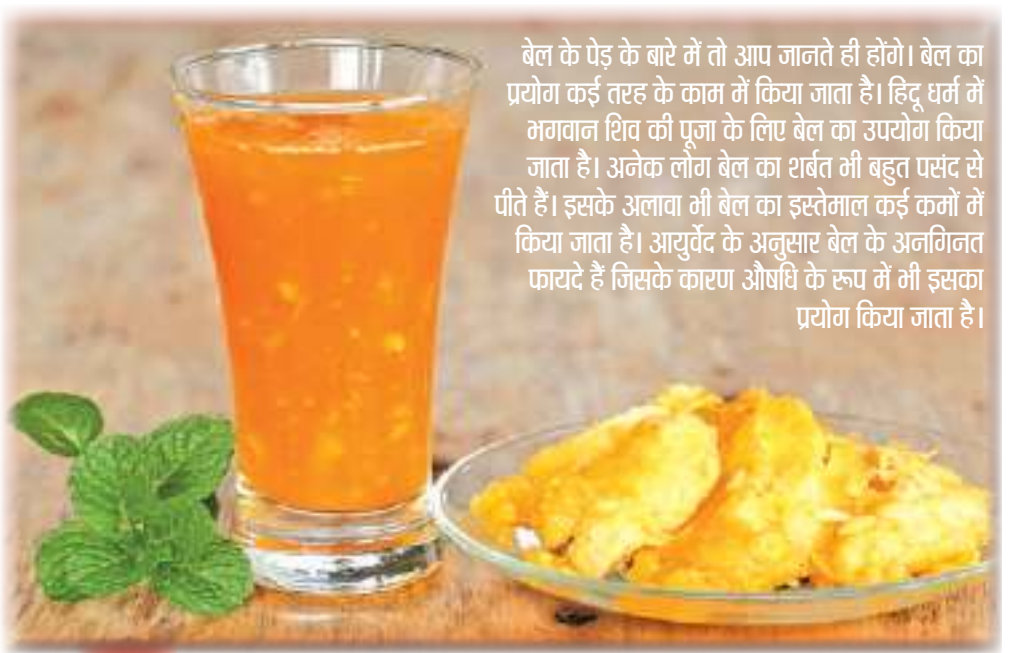 बेल के पेड़ के बारे में तो आप जानते ही होंगे। बेल का
प्रयोग कई तरह के काम में किया जाता है। हिदू धर्म में
भगवान शिव की पूजा के लिए बेल का उपयोग किया
जाता है। अनेक लोग बेल का शर्बत भी बहुत पसंद से
पीते हैं। इसके अलावा भी बेल का इस्तेमाल कई कमों में
किया जाता है। आयुर्वेद के अनुसार बेल के अनगिनत
फायदे हैं जिसके कारण औषधि के रूप में भी इसका
प्रयोग किया जाता है।